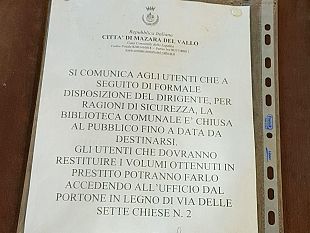 Repubblica Italiana
CITTA' DI MAZARA DEL VALLO
SI COMUNICA AGLI UTENTI CHE A
SEGUITO DI FORMALE
DISPOSIZIONE DEL DIRIGENTE, PER
RAGIONI DI SICUREZZA, LA
BIBLIOTECA COMUNALE E' CHIUSA
AL PUBBLICO FINO A DATA DA
DESTINARSI.
GLI UTENTI CHE DOVRANNO
RESTITUIRE I VOLUMI OTTENUTI IN
PRESTITO POTRANNO FARLO
ACCEDENDO ALL'UFFICIO DAL
PORTONE IN LEGNO DI VIA DELLE
SETTE CHIESE N. 2